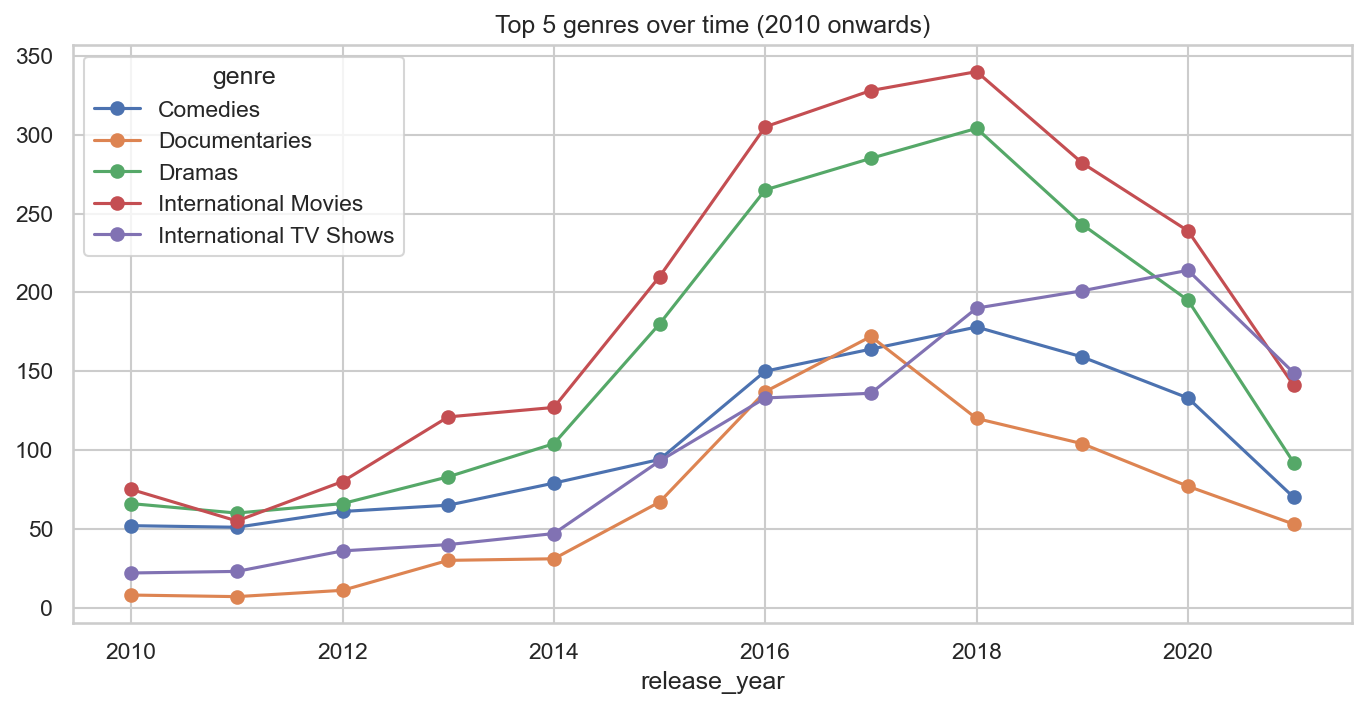 Top 5 genres over time (2010 onwards)
350
300
250
200
150
100
50
0
genre
Comedies
Documentaries
Dramas
International Movies
International TV Shows
2010 2012 2014 2016 2018 2020
release_year